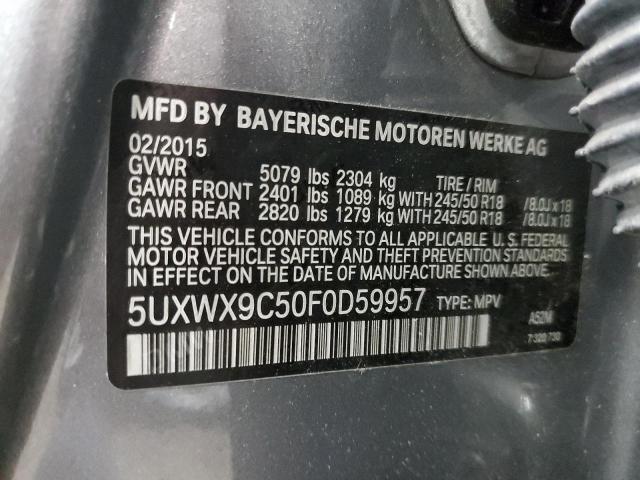 MFD BY BAYERISCHE MOTOREN WERKE AG
02/2015
GVWR 5079 lbs 2304 kg TIRE / RIM
GAWR FRONT 2401 lbs 1089 kg WITH 245/50 R18 /8.0J x 18
GAWR REAR 2820 lbs 1279 kg WITH 245/50 R18 /8.0J x 18
THIS VEHICLE CONFORMS TO ALL APPLICABLE U. S. FEDERAL
MOTOR VEHICLE SAFETY AND THEFT PREVENTION STANDARDS
IN EFFECT ON THE DATE OF MANUFACTURE SHOWN ABOVE.
5UXWX9C50F0D59957 TYPE: MPV A52M
7 320 730